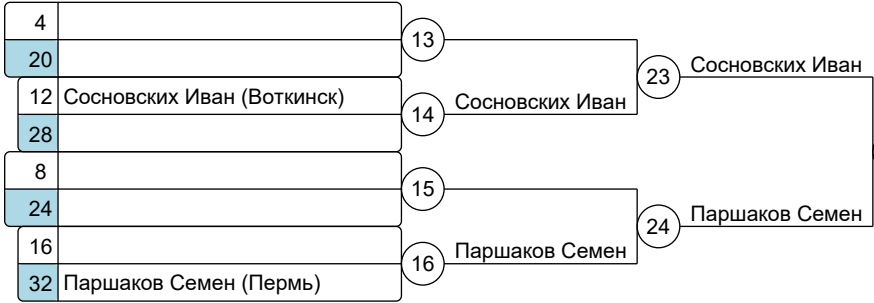 4
13
20
23 Сосновских Иван
12 Сосновских Иван (Воткинск)
14 Сосновских Иван
28
8
15
24
24 Паршаков Семен
16
16 Паршаков Семен
32 Паршаков Семен (Пермь)